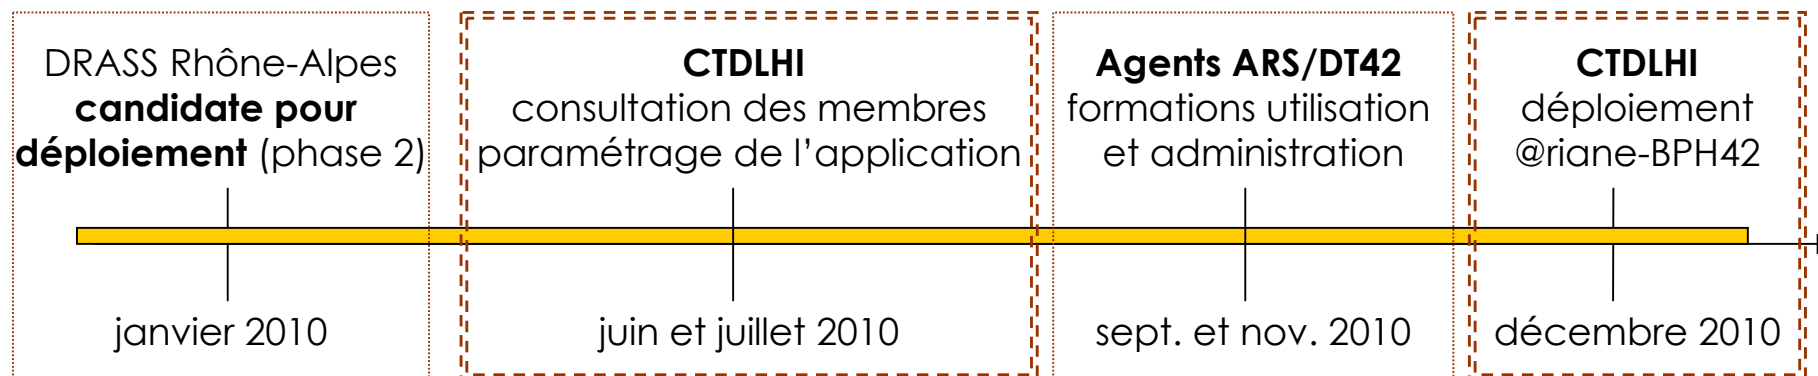 DRASS Rhône-Alpes
candidate pour
déploiement (phase 2)
janvier 2010
CTDLHI
consultation des membres
paramétrage de l'application
juin et juillet 2010
Agents ARS/DT42
formations utilisation
et administration
sept. et nov. 2010
CTDLHI
déploiement
@riane-BPH42
décembre 2010